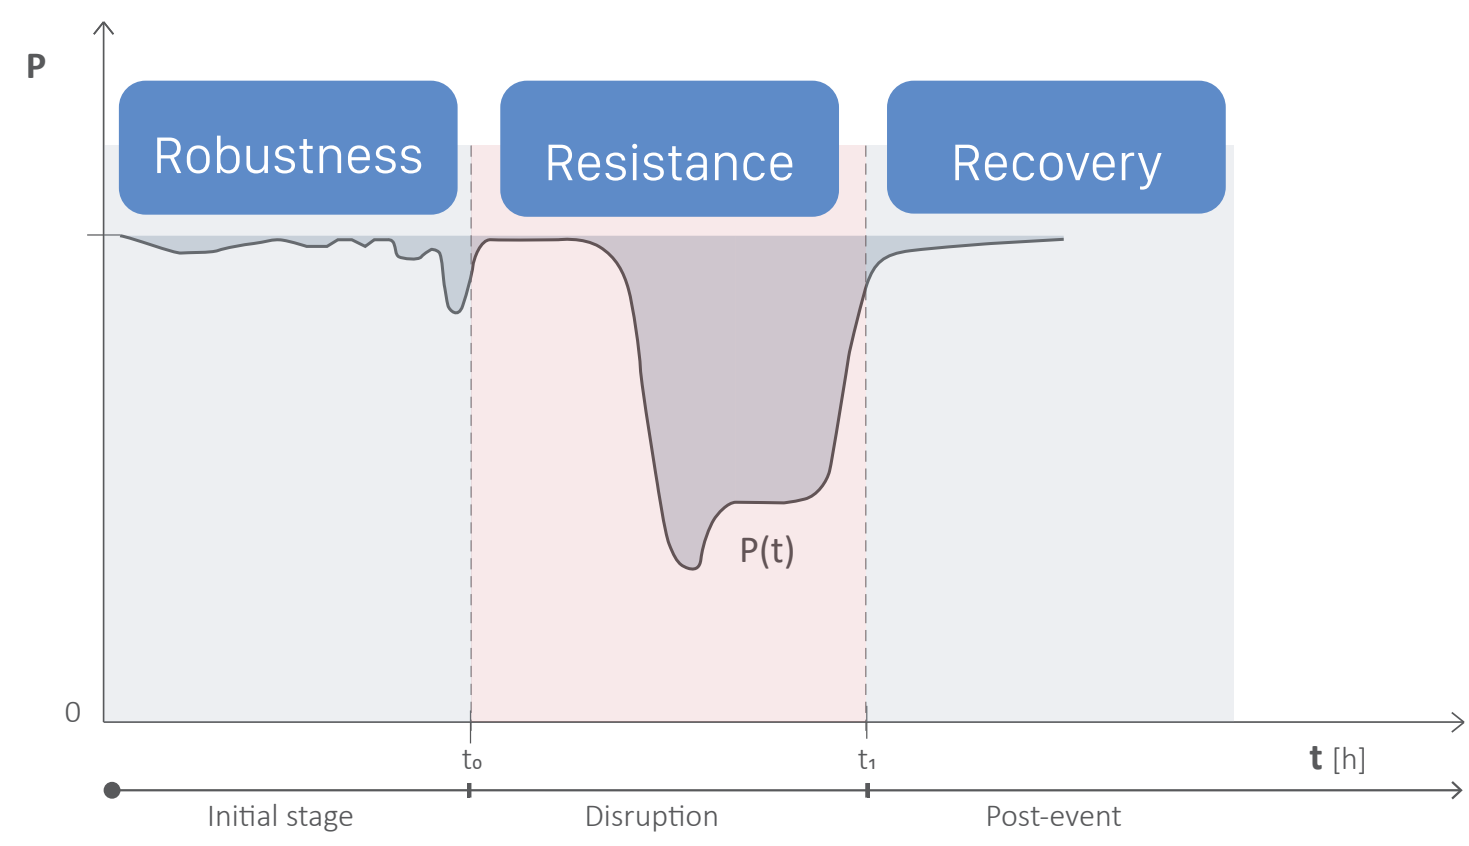 P
Robustness
Resistance
Recovery
P(t)
0
t₀
t₁
t [h]
Initial stage
Disruption
Post-event